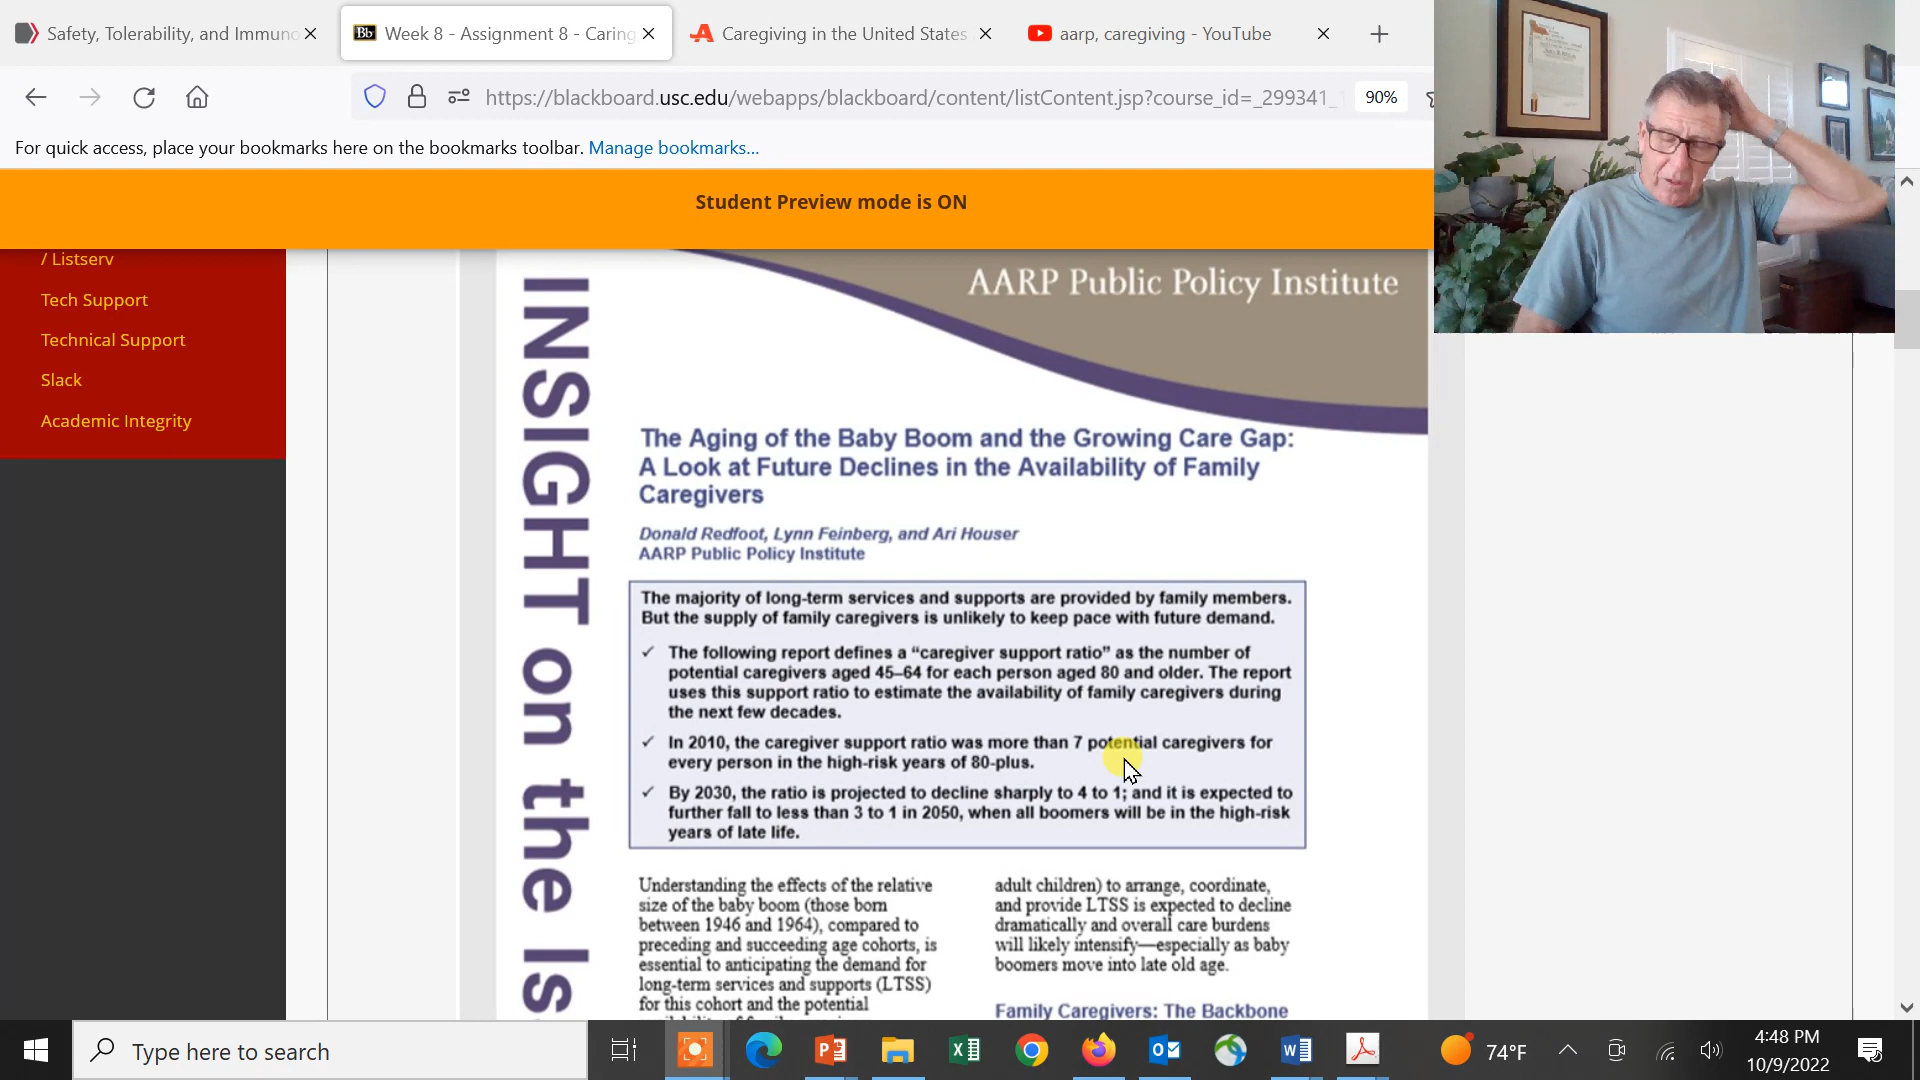 Safety, Tolerability, and Immuno
Week 8 - Assignment 8 - Caring
Caregiving in the United States
aarp, caregiving - YouTube
https://blackboard.usc.edu/webapps/blackboard/content/listContent.jsp?course_id=_299341_
90%
For quick access, place your bookmarks here on the bookmarks toolbar. Manage bookmarks...
Student Preview mode is ON
/ Listserv
Tech Support
Technical Support
Slack
Academic Integrity
INSIGHT on the Is
AARP Public Policy Institute
The Aging of the Baby Boom and the Growing Care Gap:
A Look at Future Declines in the Availability of Family
Caregivers
Donald Redfoot, Lynn Feinberg, and Ari Houser
AARP Public Policy Institute
The majority of long-term services and supports are provided by family members.
But the supply of family caregivers is unlikely to keep pace with future demand.
✓ The following report defines a “caregiver support ratio” as the number of
potential caregivers aged 45–64 for each person aged 80 and older. The report
uses this support ratio to estimate the availability of family caregivers during
the next few decades.
✓ In 2010, the caregiver support ratio was more than 7 potential caregivers for
every person in the high-risk years of 80-plus.
✓ By 2030, the ratio is projected to decline sharply to 4 to 1; and it is expected to
further fall to less than 3 to 1 in 2050, when all boomers will be in the high-risk
years of late life.
Understanding the effects of the relative
size of the baby boom (those born
between 1946 and 1964), compared to
preceding and succeeding age cohorts, is
essential to anticipating the demand for
long-term services and supports (LTSS)
for this cohort and the potential
adult children) to arrange, coordinate,
and provide LTSS is expected to decline
dramatically and overall care burdens
will likely intensify—especially as baby
boomers move into late old age.
Family Caregivers: The Backbone
Type here to search
74°F
4:48 PM
10/9/2022